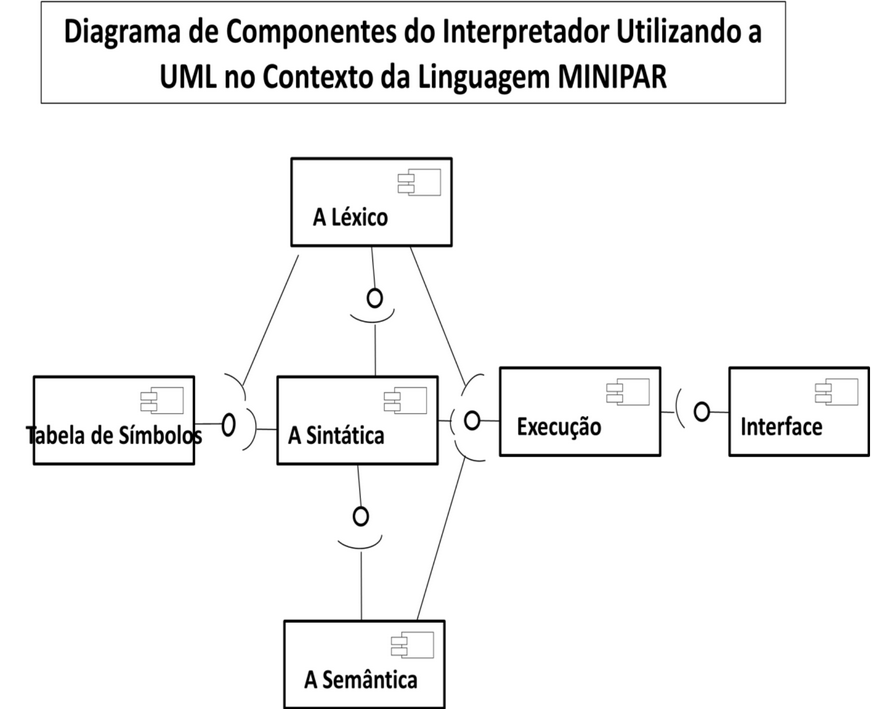 Diagrama de Componentes do Interpretador Utilizando a
UML no Contexto da Linguagem MINIPAR
A Léxico
Tabela de Símbolos
A Sintática
Execução
Interface
A Semântica